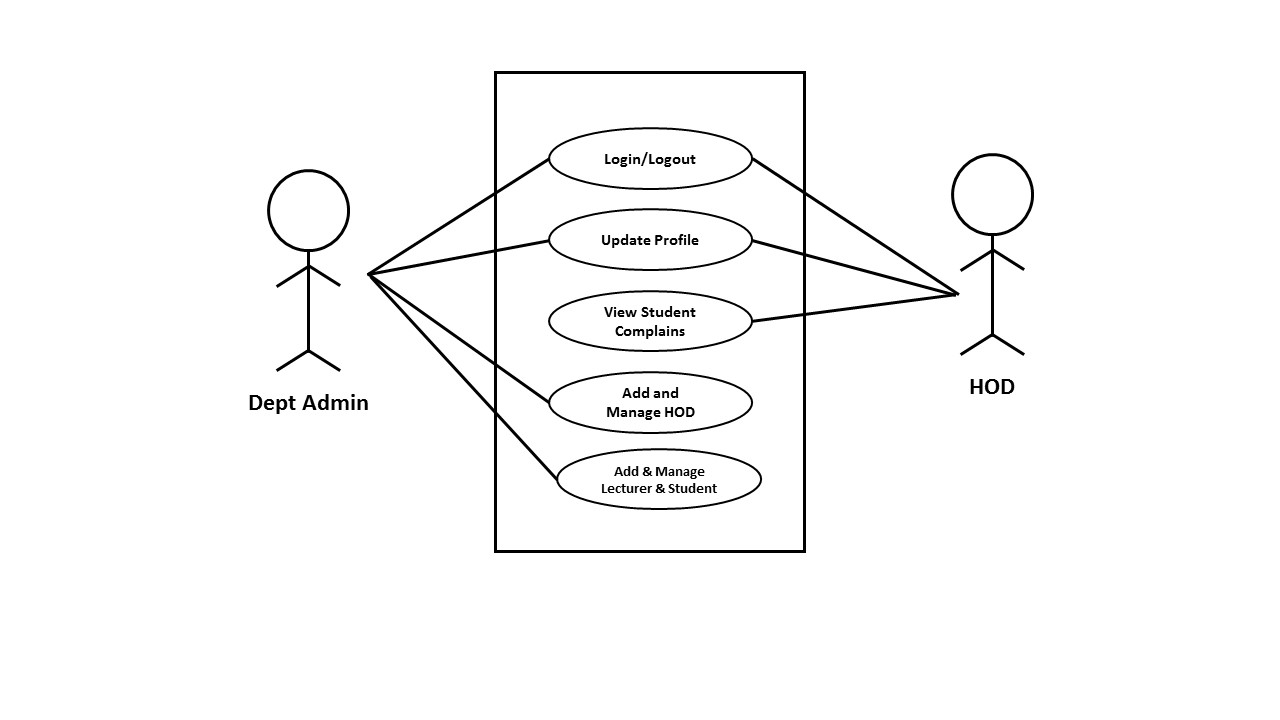 Login/Logout
Update Profile
View Student
Complains
Add and
Manage HOD
Add & Manage
Lecturer & Student
Dept Admin
HOD